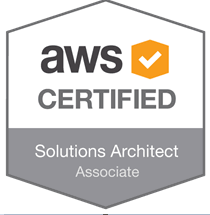 aws
CERTIFIED
Solutions Architect
Associate